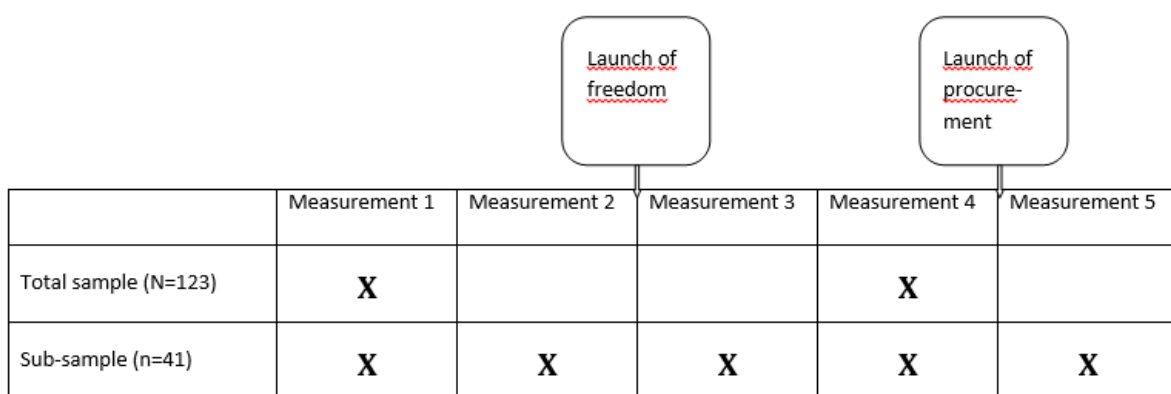 Launch of
freedom
Launch of
procure-
ment
Measurement 1 Measurement 2 Measurement 3 Measurement 4 Measurement 5
Total sample (N=123) X X
Sub-sample (n=41) X X X X X